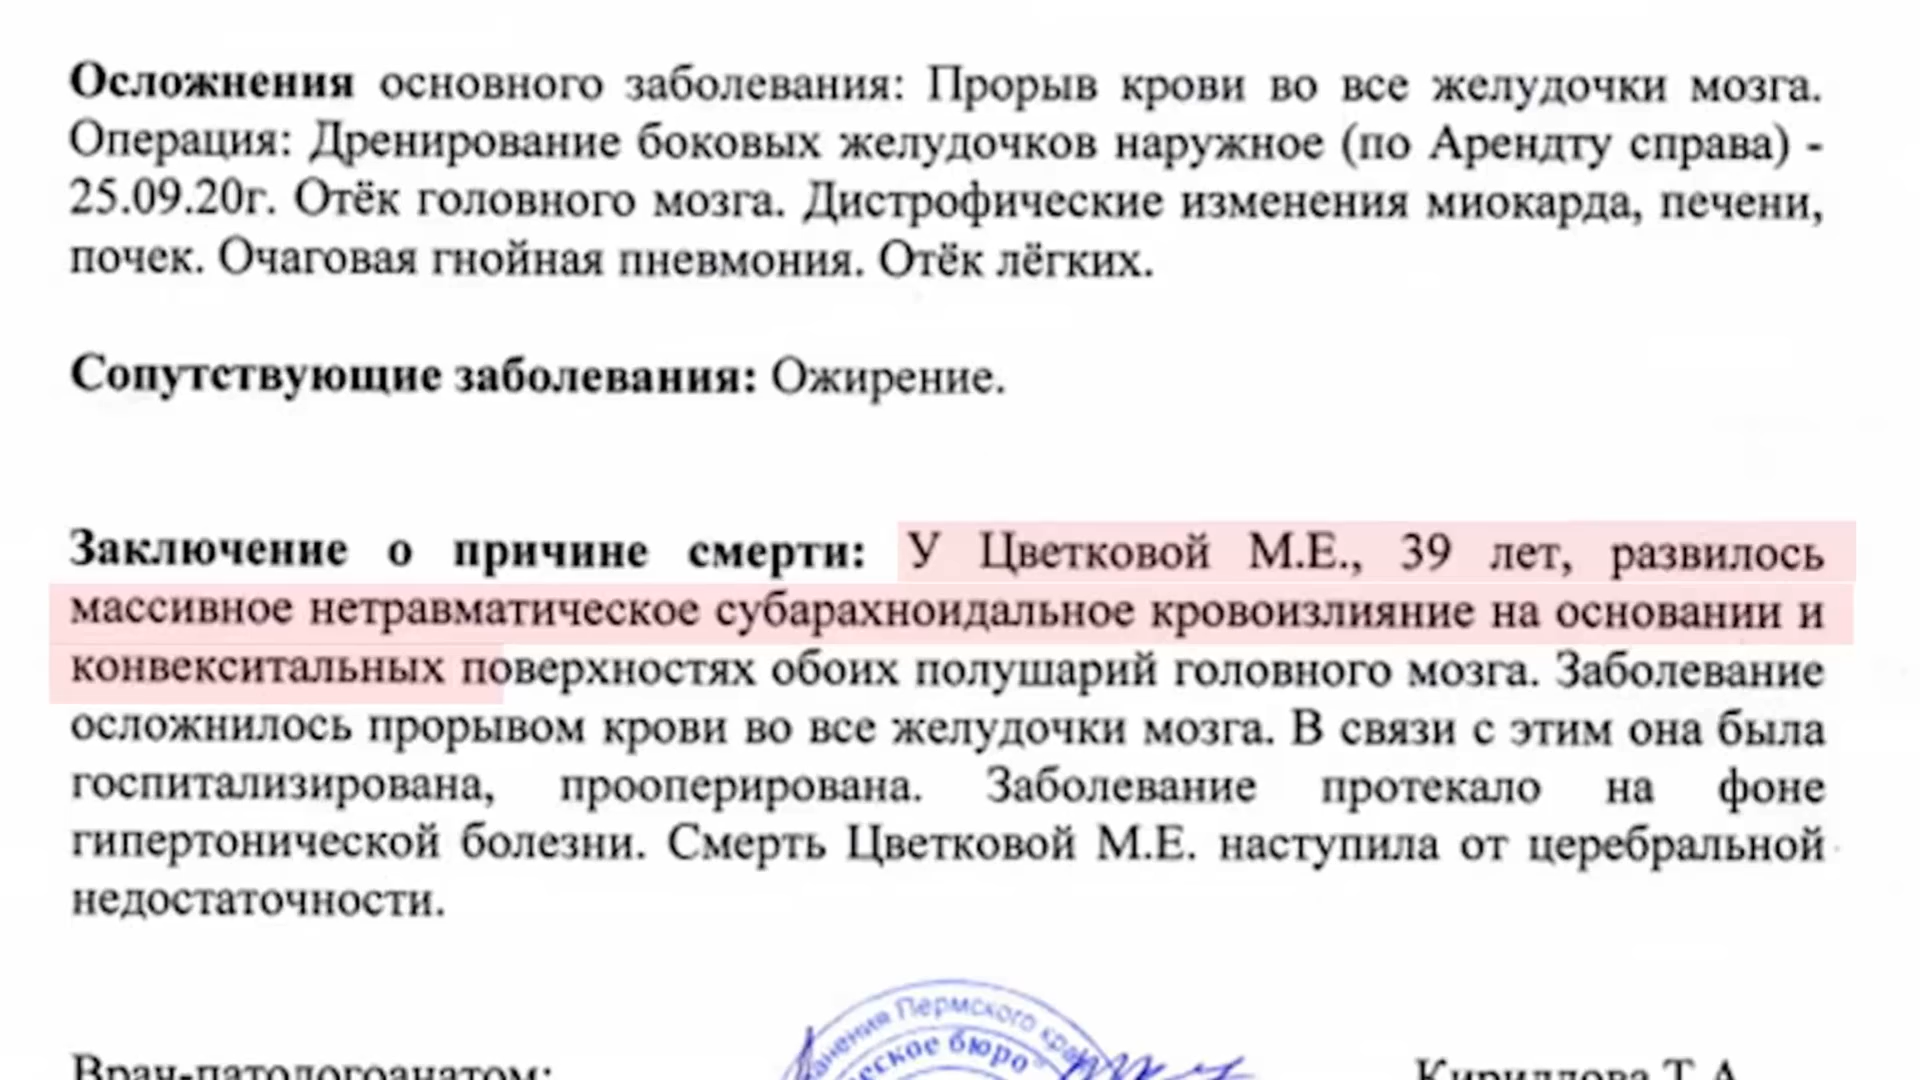 Осложнения основного заболевания: Прорыв крови во все желудочки мозга.
Операция: Дренирование боковых желудочков наружное (по Арендту справа) -
25.09.20г. Отёк головного мозга. Дистрофические изменения миокарда, печени,
почек. Очаговая гнойная пневмония. Отёк лёгких.
Сопутствующие заболевания: Ожирение.
Заключение о причине смерти: У Цветковой М.Е., 39 лет, развилось
массивное нетравматическое субарахноидальное кровоизлияние на основании и
конвекситальных поверхностях обоих полушарий головного мозга. Заболевание
осложнилось прорывом крови во все желудочки мозга. В связи с этим она была
госпитализирована, прооперирована. Заболевание протекало на фоне
гипертонической болезни. Смерть Цветковой М.Е. наступила от церебральной
недостаточности.
Пермского
бюро
Врач-патологоанатом:
Кириллова Т.А.